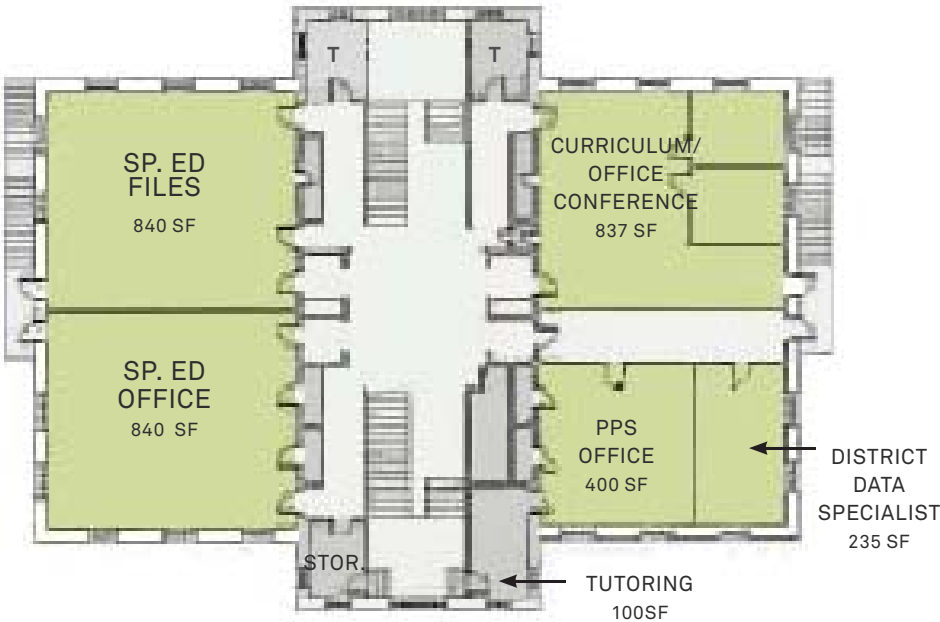 T
T
SP. ED
FILES
840 SF
CURRICULUM/
OFFICE
CONFERENCE
837 SF
SP. ED
OFFICE
840 SF
PPS
OFFICE
400 SF
DISTRICT
DATA
SPECIALIST
235 SF
STOR.
TUTORING
100SF